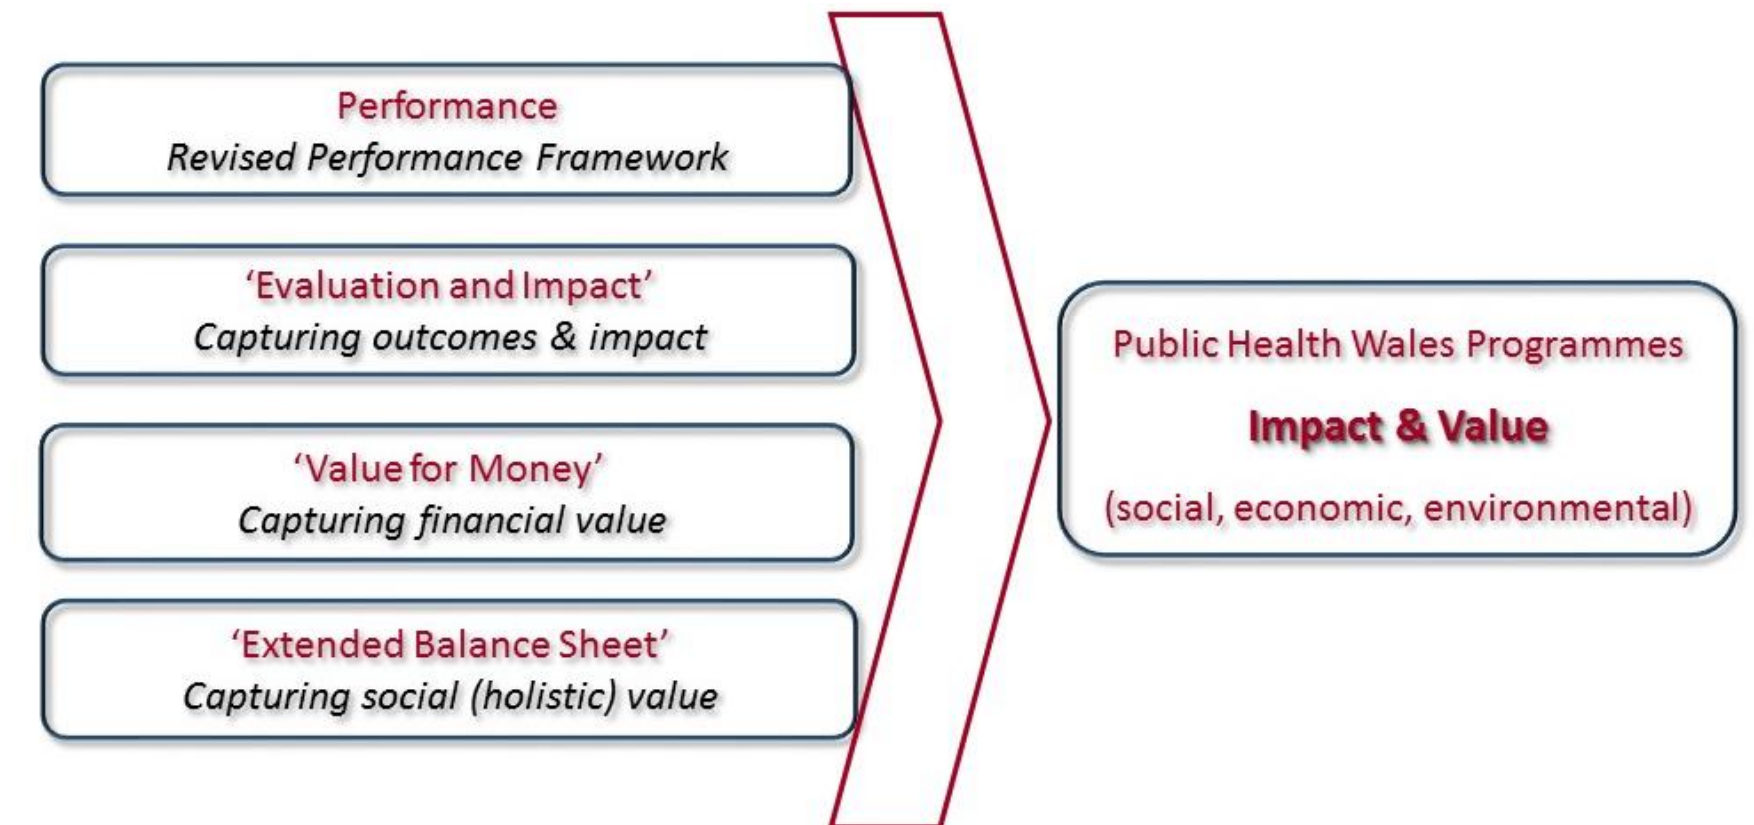 Performance
Revised Performance Framework
‘Evaluation and Impact’
Capturing outcomes & impact
‘Value for Money’
Capturing financial value
‘Extended Balance Sheet’
Capturing social (holistic) value
Public Health Wales Programmes
Impact & Value
(social, economic, environmental)